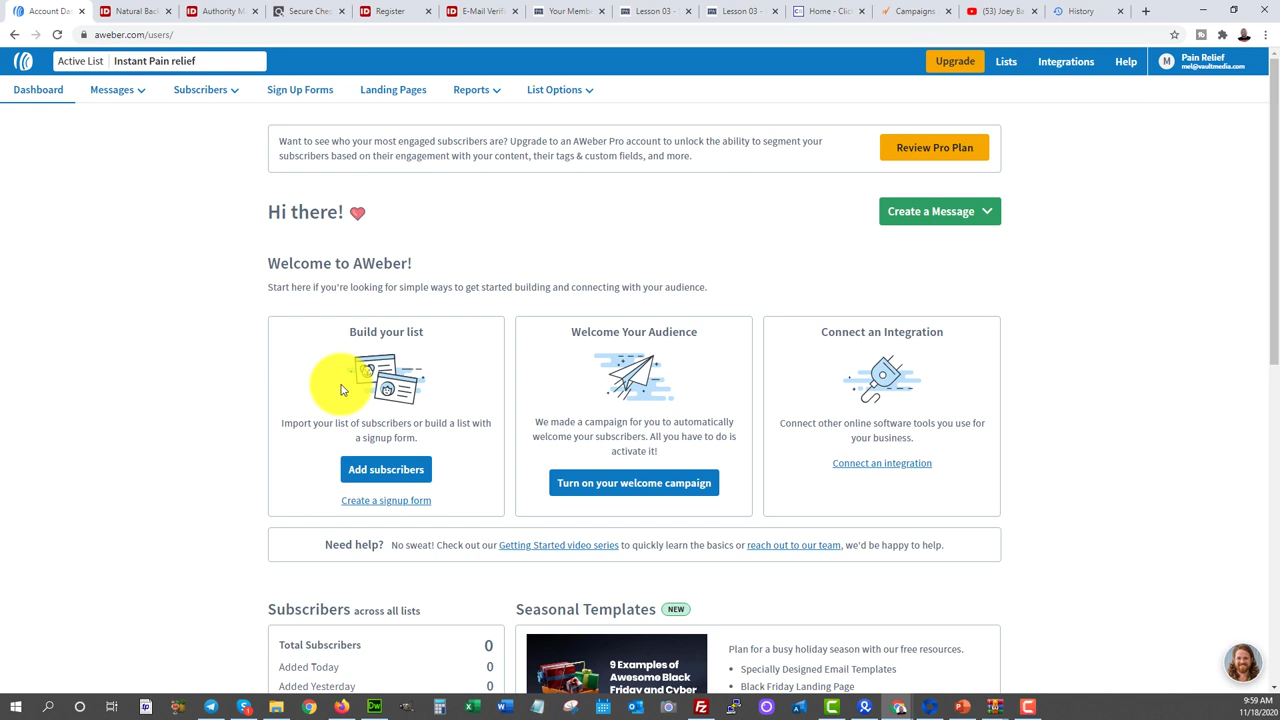 Account Das
Natural Back
Authority M
Secure Chec
Register
E-Mail Verifi
Your Membe
Lesson 03 -
Lesson 03 -
Home - Clic
Campaigns
(53) Joey Ba
History
aweber.com/users/
Active List Instant Pain relief
Upgrade Lists Integrations Help
M
Pain Relief
mel@vaultmedia.com
Dashboard Messages Subscribers Sign Up Forms Landing Pages Reports List Options
Want to see who your most engaged subscribers are? Upgrade to an AWeber Pro account to unlock the ability to segment your
subscribers based on their engagement with your content, their tags & custom fields, and more.
Review Pro Plan
Hi there!
Create a Message
Welcome to AWeber!
Start here if you're looking for simple ways to get started building and connecting with your audience.
Build your list
Import your list of subscribers or build a list with
a signup form.
Add subscribers
Create a signup form
Welcome Your Audience
We made a campaign for you to automatically
welcome your subscribers. All you have to do is
activate it!
Turn on your welcome campaign
Connect an Integration
Connect other online software tools you use for
your business.
Connect an integration
Need help? No sweat! Check out our Getting Started video series to quickly learn the basics or reach out to our team, we'd be happy to help.
Subscribers across all lists
Total Subscribers 0
Added Today 0
Added Yesterday 0
Seasonal Templates NEW
9 Examples of
Awesome Black
Friday and Cyber
Plan for a busy holiday season with our free resources.
• Specially Designed Email Templates
• Black Friday Landing Page
9:59 AM
11/18/2020